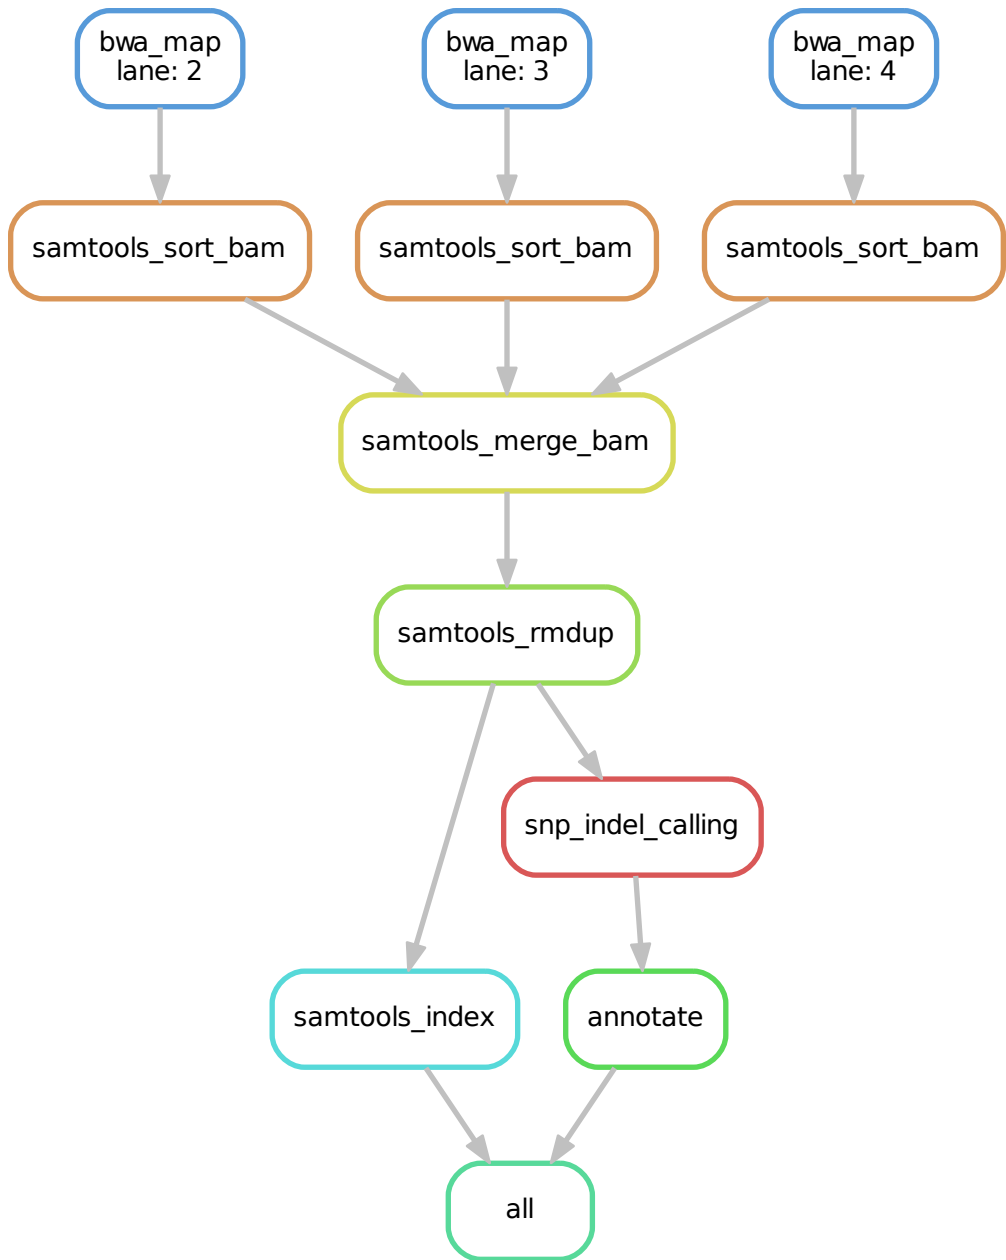 bwa_map
lane: 2
bwa_map
lane: 3
bwa_map
lane: 4
samtools_sort_bam
samtools_sort_bam
samtools_sort_bam
samtools_merge_bam
samtools_rmdup
snp_indel_calling
samtools_index
annotate
all